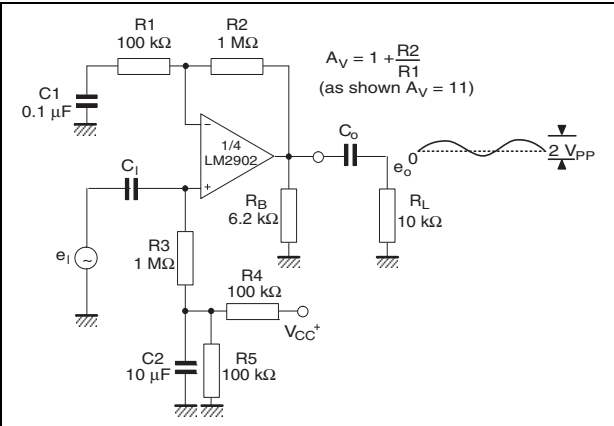 R1
100 kΩ
R2
1 MΩ
A_V = 1 + R2/R1
(as shown A_V = 11)
C1
0.1 µF
1/4
LM2902
−
+
C_I
C_o
0
e_o
2 V_PP
R_B
6.2 kΩ
R_L
10 kΩ
e_I
~
R3
1 MΩ
R4
100 kΩ
V_CC+
C2
10 µF
R5
100 kΩ